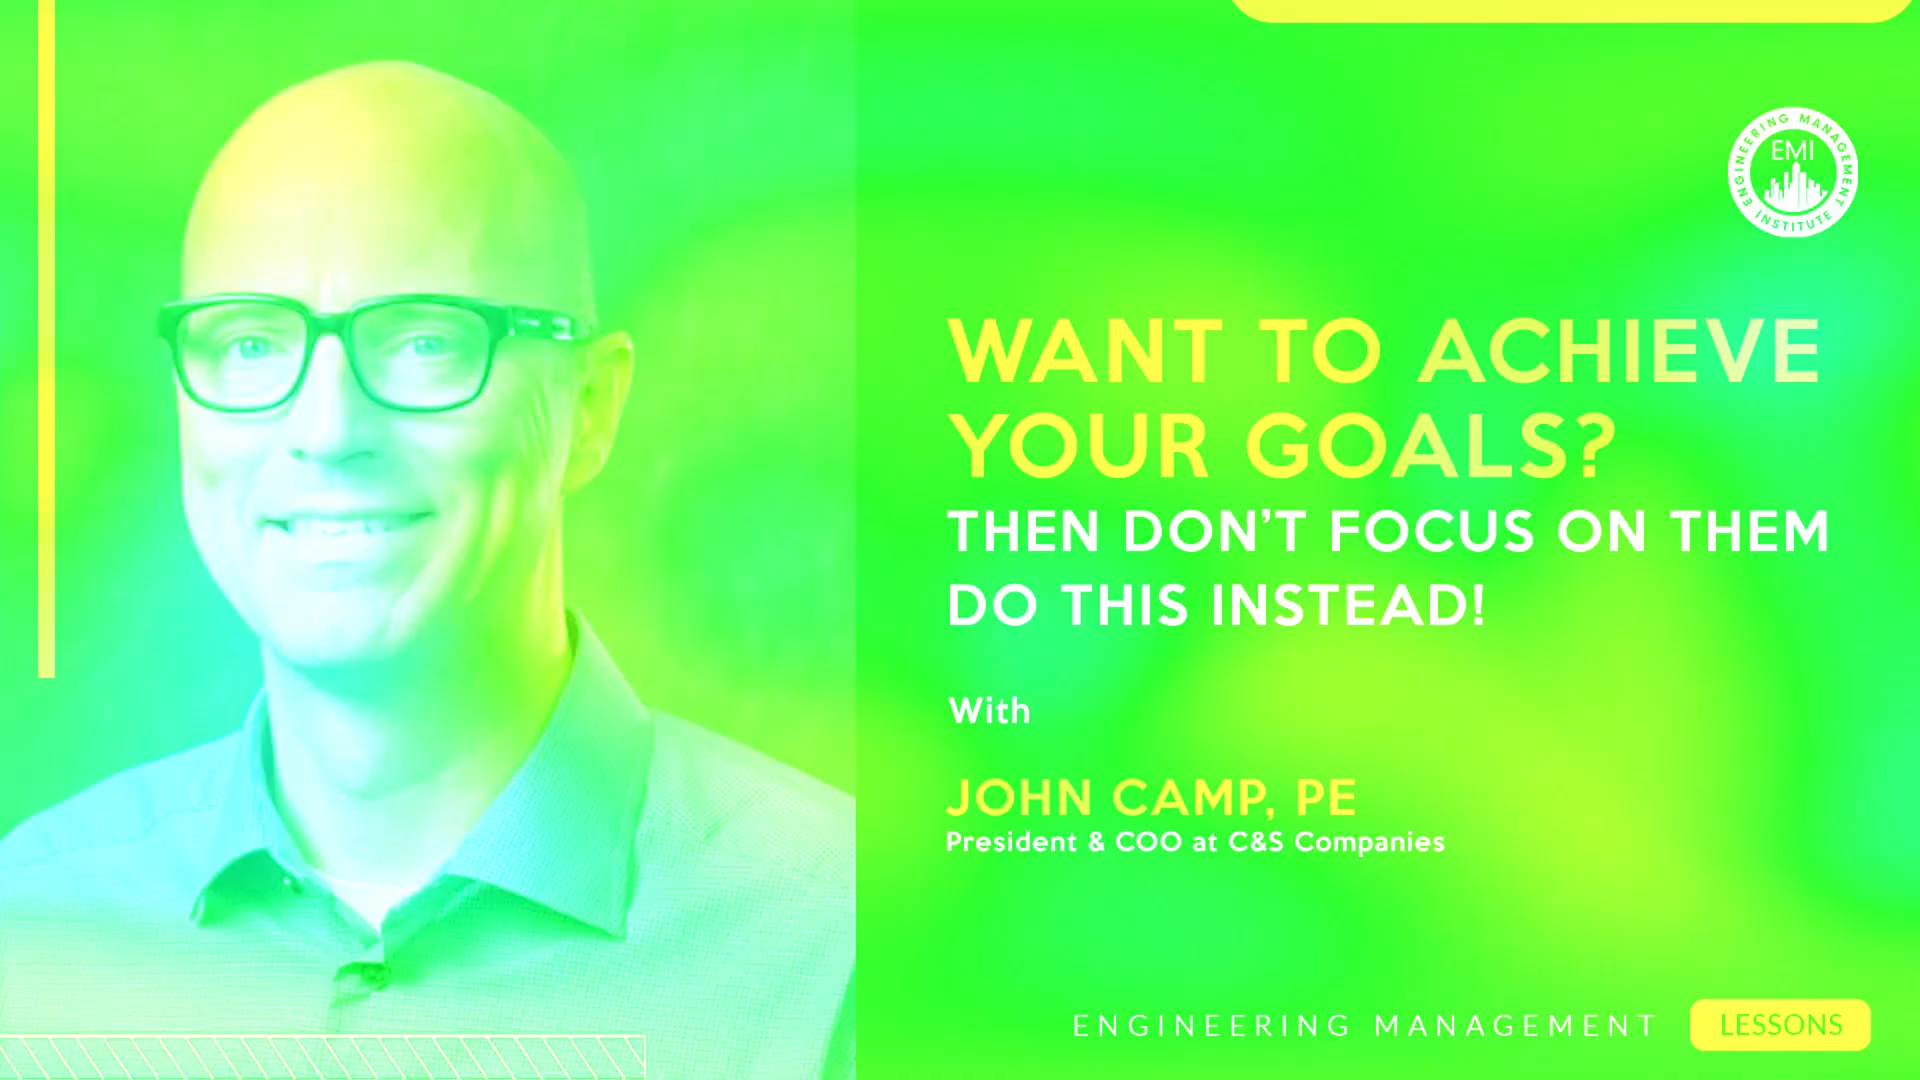 ENGINEERING MANAGEMENT INSTITUTE
EMI
WANT TO ACHIEVE
YOUR GOALS?
THEN DON'T FOCUS ON THEM
DO THIS INSTEAD!
With
JOHN CAMP, PE
President & COO at C&S Companies
ENGINEERING MANAGEMENT LESSONS